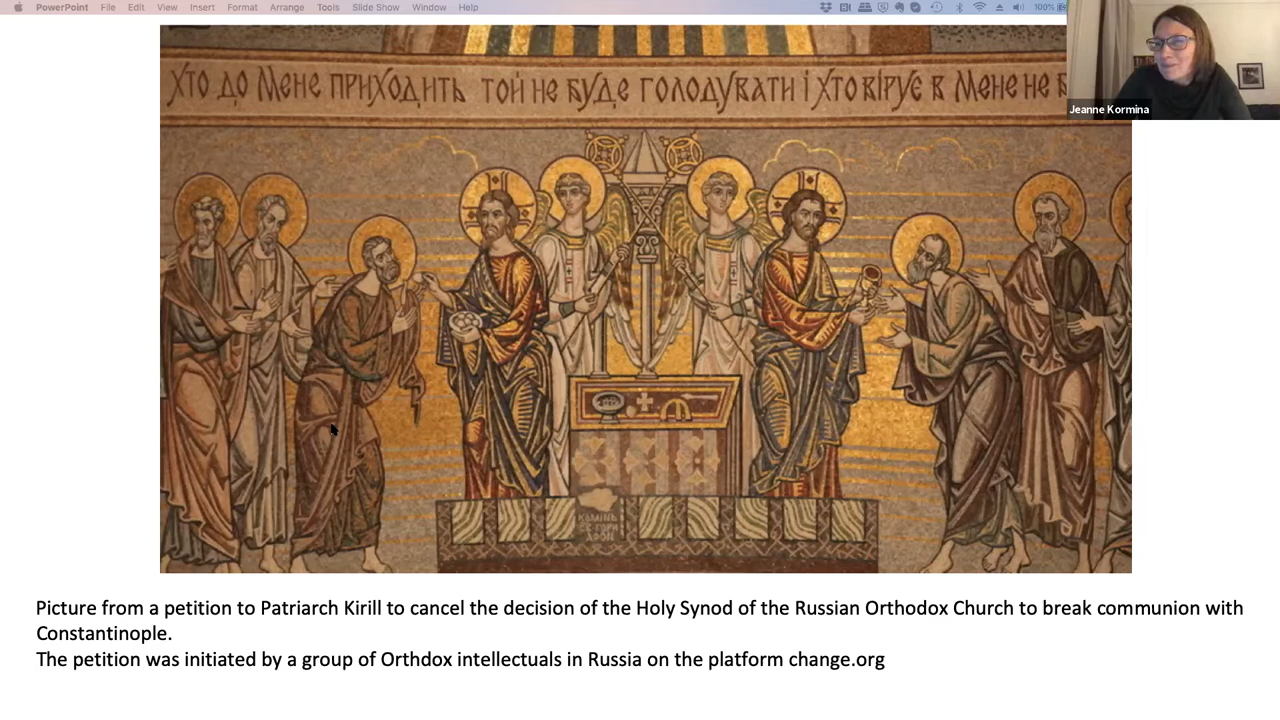 PowerPoint File Edit View Insert Format Arrange Tools Slide Show Window Help 100%
ХТО ДО МЕНЕ ПРИХОДИТЬ ТОЙ НЕ БУДЕ ГОЛОДУВАТИ І ХТО ВІРУЄ В МЕНЕ НЕ Б
Jeanne Kormina
Picture from a petition to Patriarch Kirill to cancel the decision of the Holy Synod of the Russian Orthodox Church to break communion with
Constantinople.
The petition was initiated by a group of Orthdox intellectuals in Russia on the platform change.org